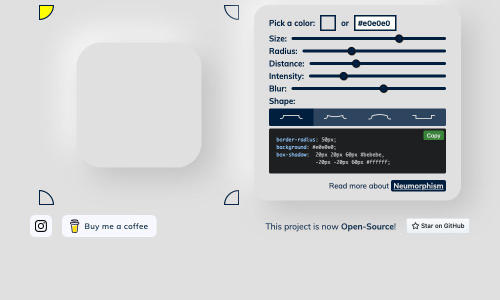 Pick a color: or #e0e0e0
Size:
Radius:
Distance:
Intensity:
Blur:
Shape:
Copy
border-radius: 50px;
background: #e0e0e0;
box-shadow: 20px 20px 60px #bebebe,
-20px -20px 60px #ffffff;
Read more about Neumorphism
Buy me a coffee
This project is now Open-Source!
Star on GitHub